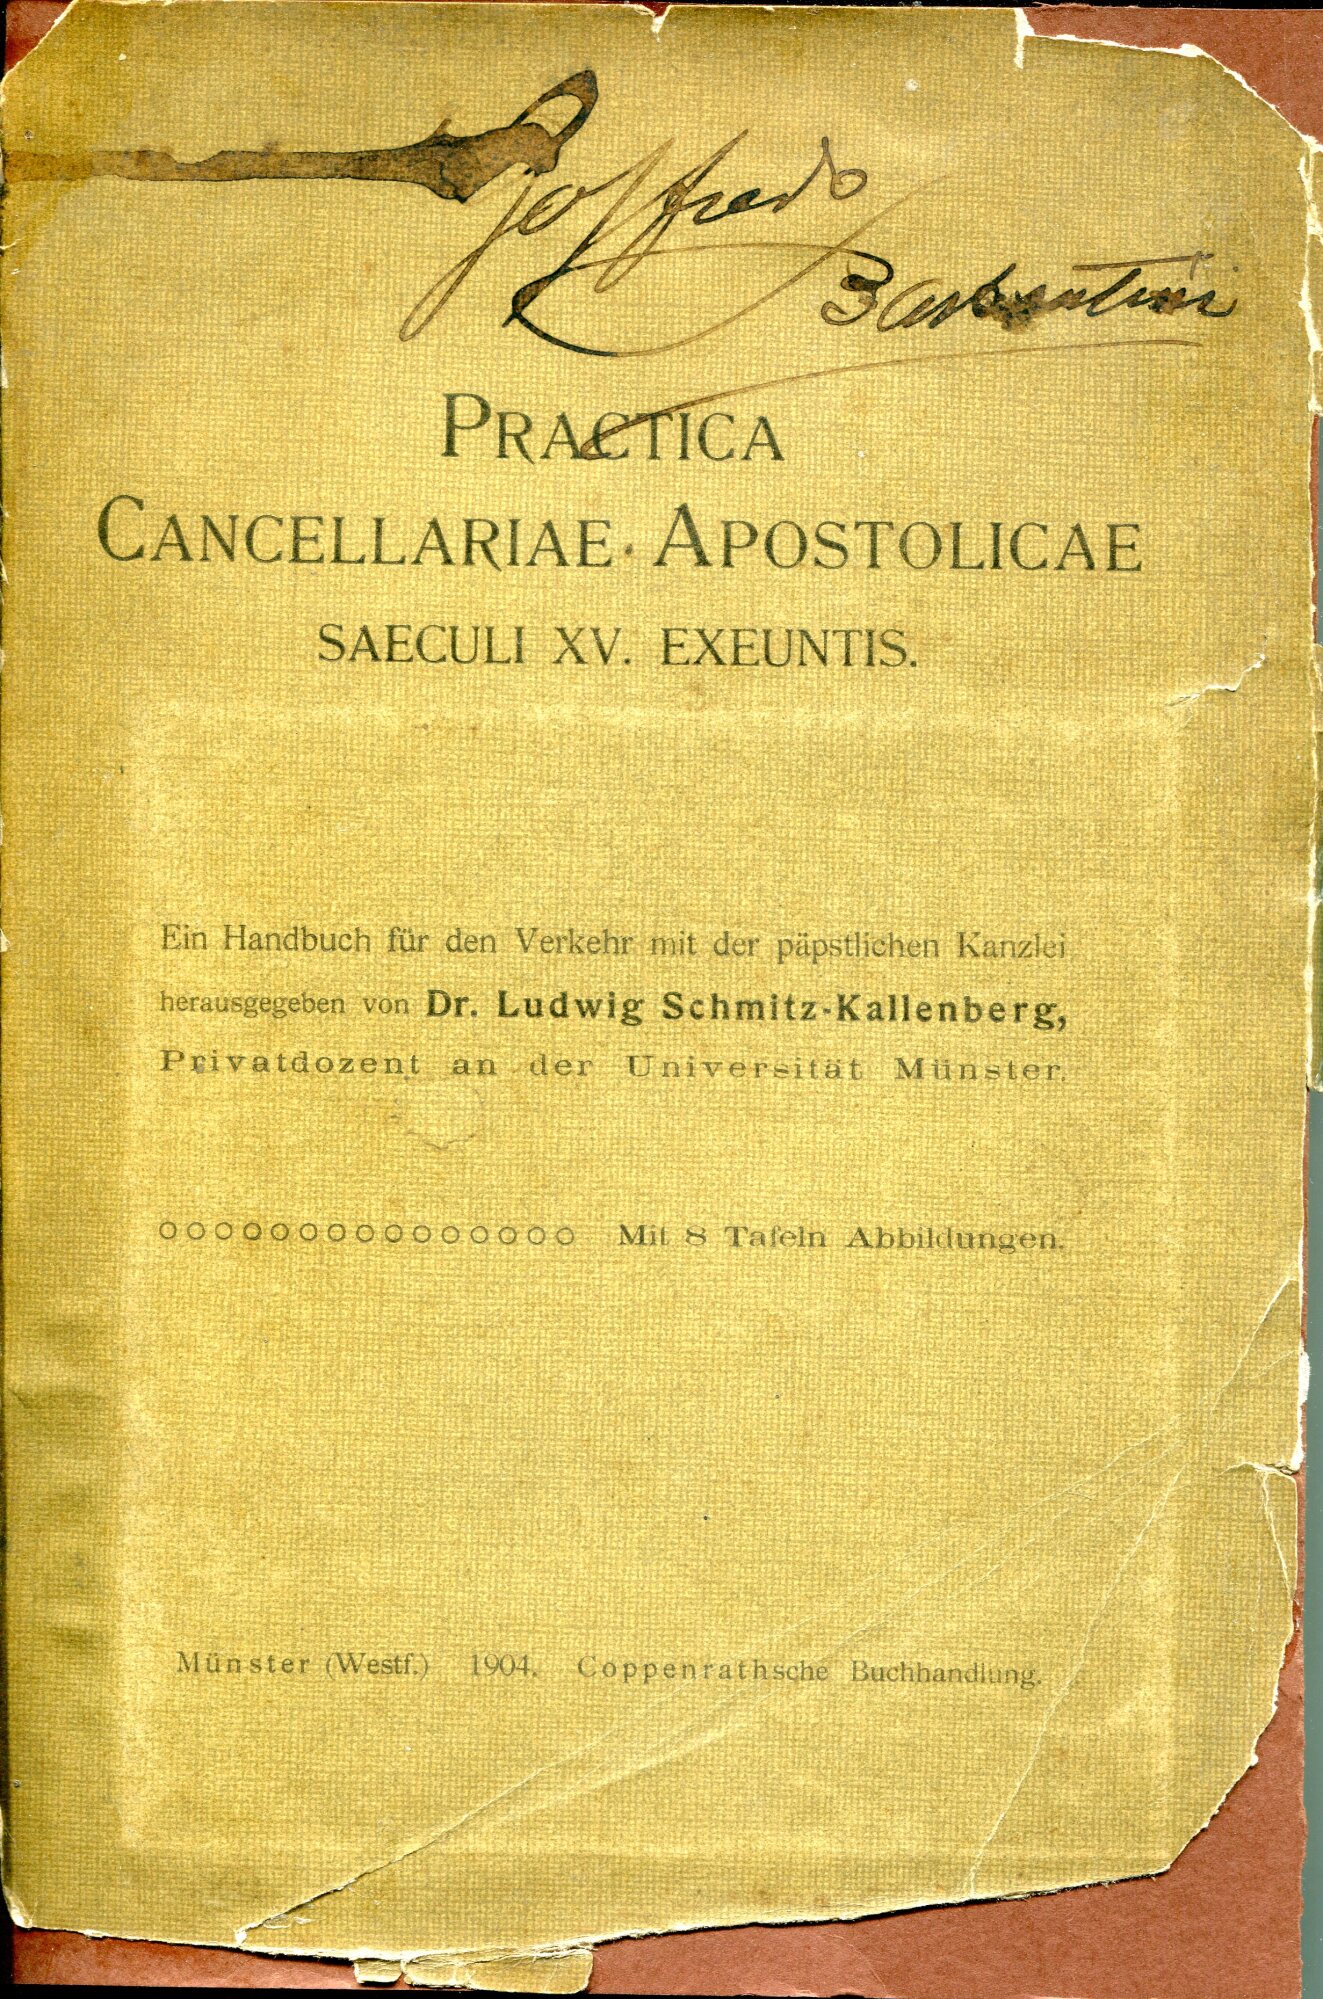 Goffredo
PRACTICA
CANCELLARIAE APOSTOLICAE
SAECULI XV. EXEUNTIS.
Ein Handbuch für den Verkehr mit der päpstlichen Kanzlei
herausgegeben von Dr. Ludwig Schmitz-Kallenberg,
Privatdozent an der Universität Münster.
ooooooooooooooo Mit 8 Tafeln Abbildungen.
Münster (Westf.) 1904. Coppenrathsche Buchhandlung.